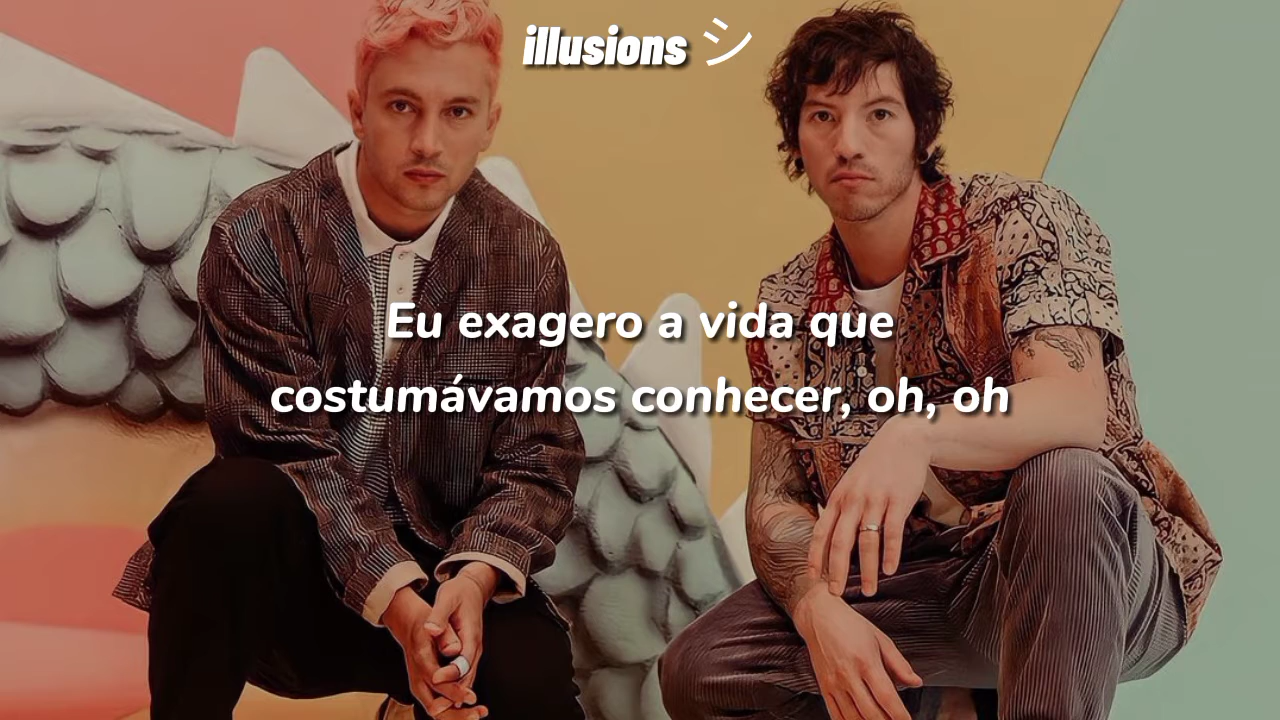 illusions シ
Eu exagero a vida que
costumávamos conhecer, oh, oh